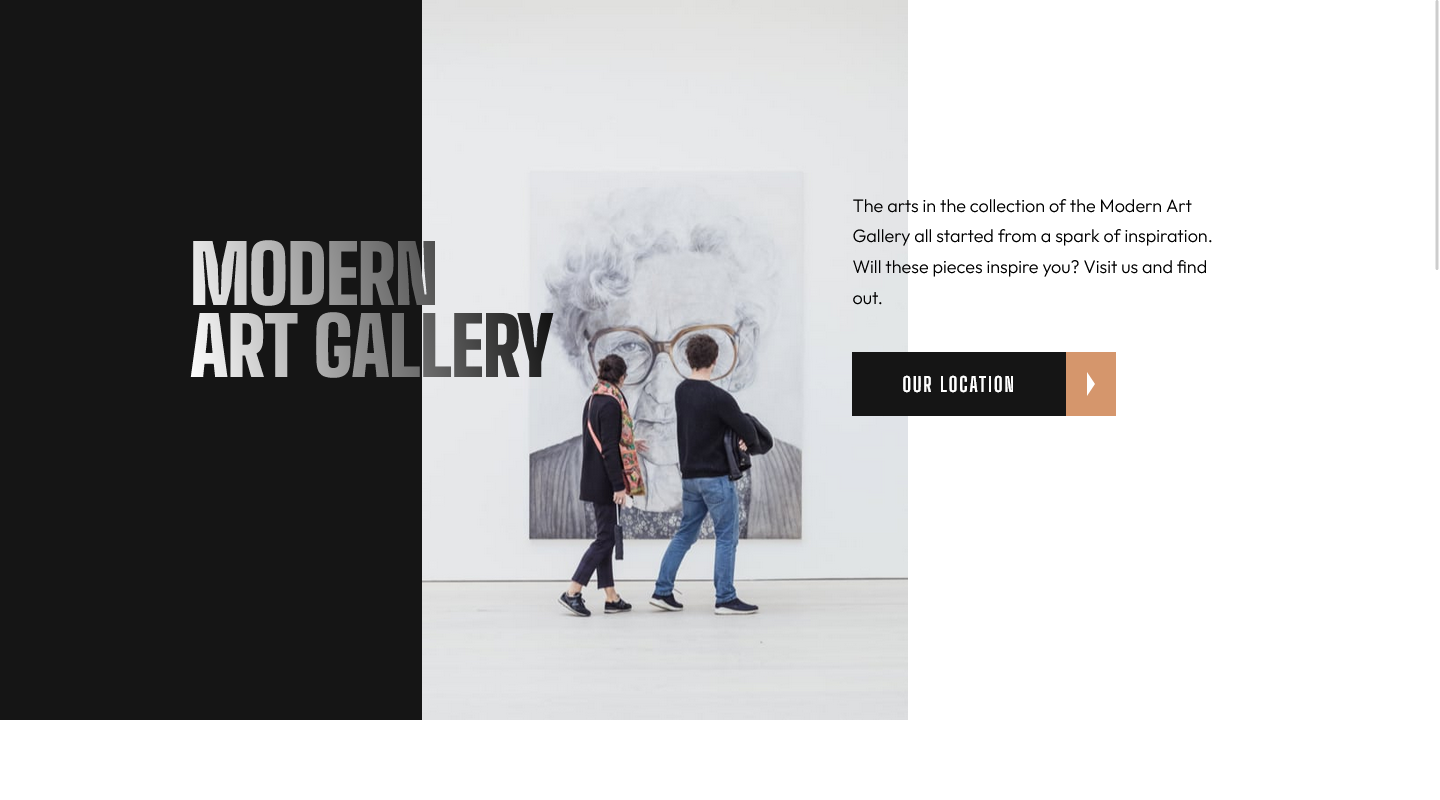 MODERN
ART GALLERY
The arts in the collection of the Modern Art
Gallery all started from a spark of inspiration.
Will these pieces inspire you? Visit us and find
out.
OUR LOCATION